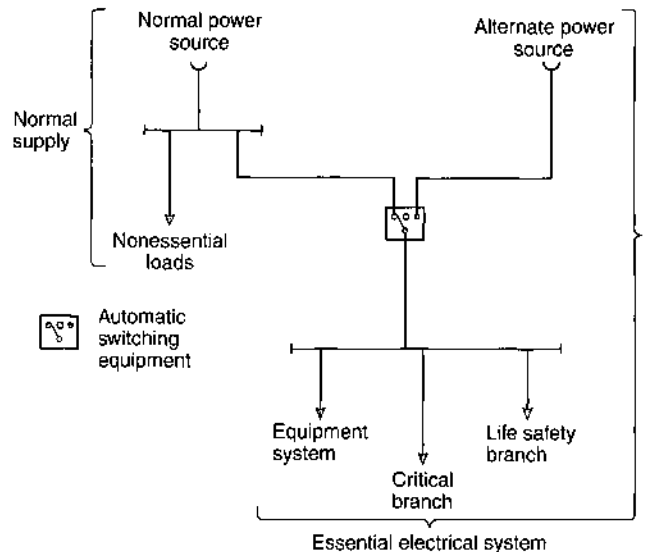 Normal power
source
Alternate power
source
Normal
supply
Nonessential
loads
Automatic
switching
equipment
Equipment
system
Life safety
branch
Critical
branch
Essential electrical system